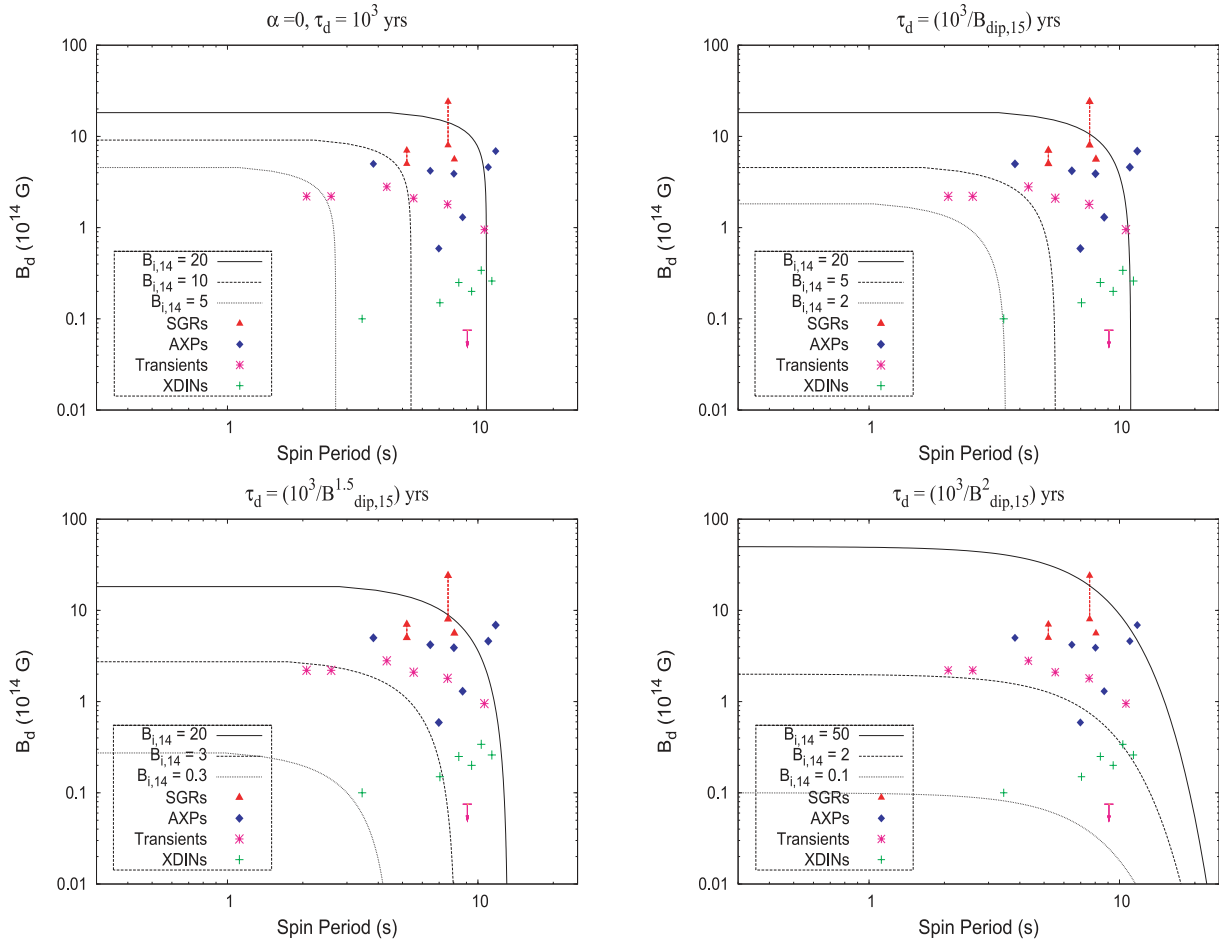 α =0, τd = 10³ yrs
100
10
1
0.1
0.01
Bd (10¹⁴ G)
Bi,14 = 20
Bi,14 = 10
Bi,14 = 5
SGRs
AXPs
Transients
XDINs
1
10
Spin Period (s)
τd = (10³/Bdip,15) yrs
100
10
1
0.1
0.01
Bd (10¹⁴ G)
Bi,14 = 20
Bi,14 = 5
Bi,14 = 2
SGRs
AXPs
Transients
XDINs
1
10
Spin Period (s)
τd = (10³/B¹·⁵dip,15) yrs
100
10
1
0.1
0.01
Bd (10¹⁴ G)
Bi,14 = 20
Bi,14 = 3
Bi,14 = 0.3
SGRs
AXPs
Transients
XDINs
1
10
Spin Period (s)
τd = (10³/B²dip,15) yrs
100
10
1
0.1
0.01
Bd (10¹⁴ G)
Bi,14 = 50
Bi,14 = 2
Bi,14 = 0.1
SGRs
AXPs
Transients
XDINs
1
10
Spin Period (s)